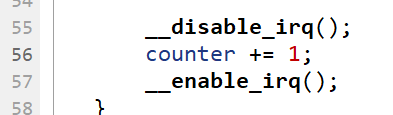 54
55 __disable_irq();
56 counter += 1;
57 __enable_irq();
58 }